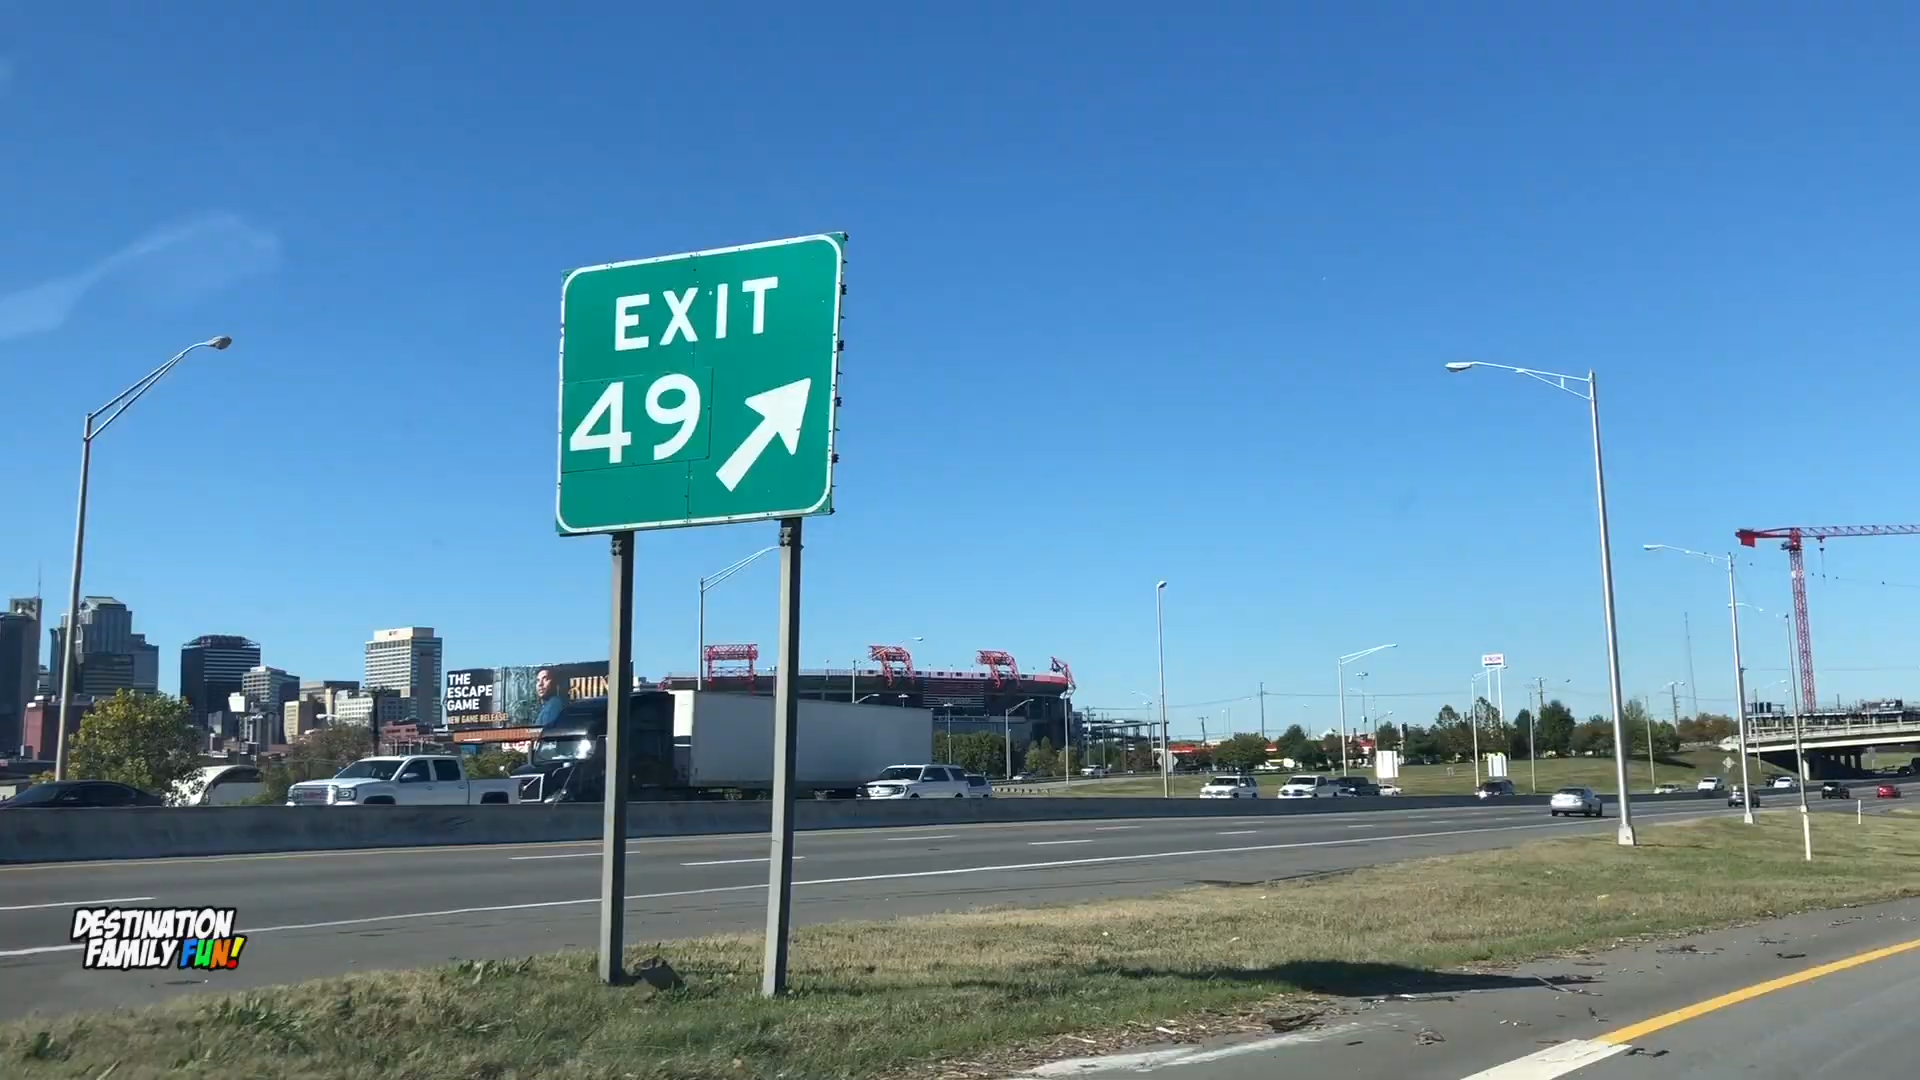 EXIT
49
THE
ESCAPE
GAME
NEW GAME RELEASE!
RUIN
DESTINATION
FAMILY FUN!